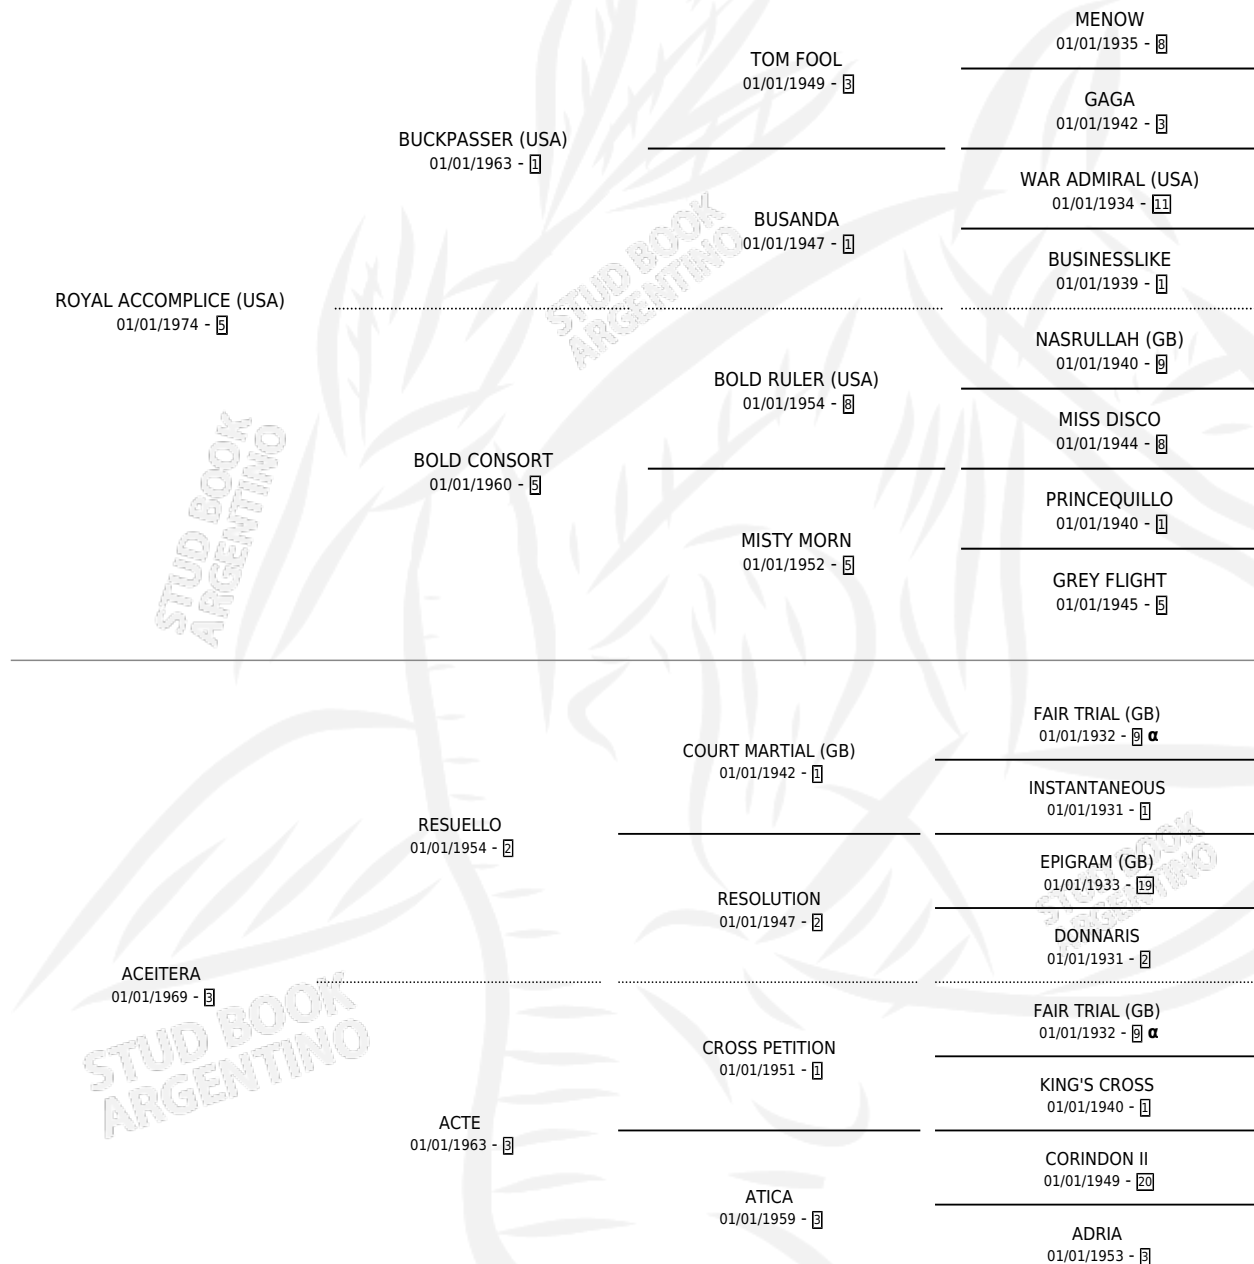 MENOW
01/01/1935 - 8
TOM FOOL
01/01/1949 - 3
GAGA
01/01/1942 - 3
BUCKPASSER (USA)
01/01/1963 - 1
WAR ADMIRAL (USA)
01/01/1934 - 11
BUSANDA
01/01/1947 - 1
BUSINESSLIKE
01/01/1939 - 1
ROYAL ACCOMPLICE (USA)
01/01/1974 - 5
STUD BOOK
ARGENTINO
NASRULLAH (GB)
01/01/1940 - 9
BOLD RULER (USA)
01/01/1954 - 8
MISS DISCO
01/01/1944 - 8
BOLD CONSORT
01/01/1960 - 5
PRINCEQUILLO
01/01/1940 - 1
MISTY MORN
01/01/1952 - 5
GREY FLIGHT
01/01/1945 - 5
STUD BOOK
ARGENTINO
FAIR TRIAL (GB)
01/01/1932 - 9 α
COURT MARTIAL (GB)
01/01/1942 - 1
INSTANTANEOUS
01/01/1931 - 1
RESUELLO
01/01/1954 - 2
EPIGRAM (GB)
01/01/1933 - 19
STUD BOOK
ARGENTINO
RESOLUTION
01/01/1947 - 2
DONNARIS
01/01/1931 - 2
ACEITERA
01/01/1969 - 3
STUD BOOK
ARGENTINO
FAIR TRIAL (GB)
01/01/1932 - 9 α
CROSS PETITION
01/01/1951 - 1
KING'S CROSS
01/01/1940 - 1
ACTE
01/01/1963 - 3
CORINDON II
01/01/1949 - 20
ATICA
01/01/1959 - 3
ADRIA
01/01/1953 - 3